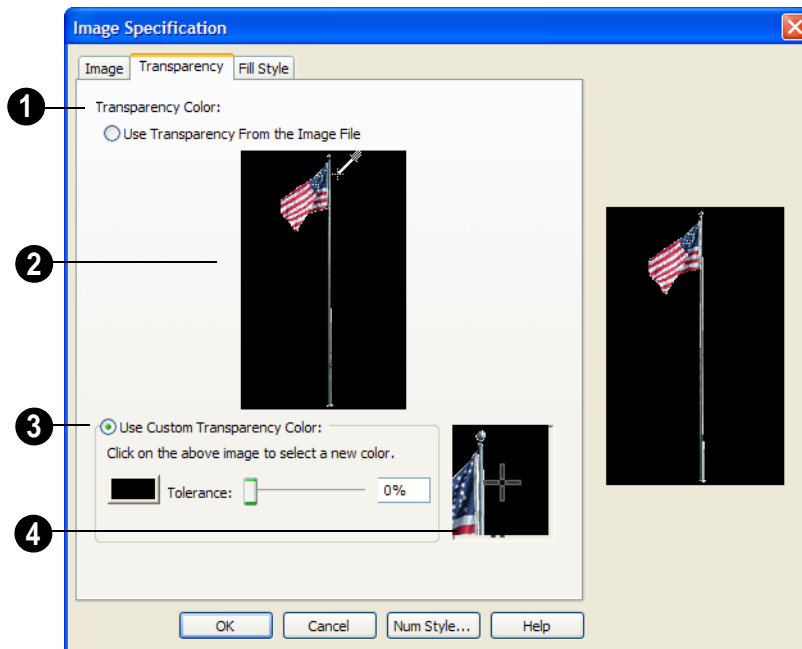 Image Specification
Image Transparency Fill Style
1 Transparency Color:
Use Transparency From the Image File
2
3 Use Custom Transparency Color:
Click on the above image to select a new color.
Tolerance: 0%
4
OK Cancel Num Style... Help